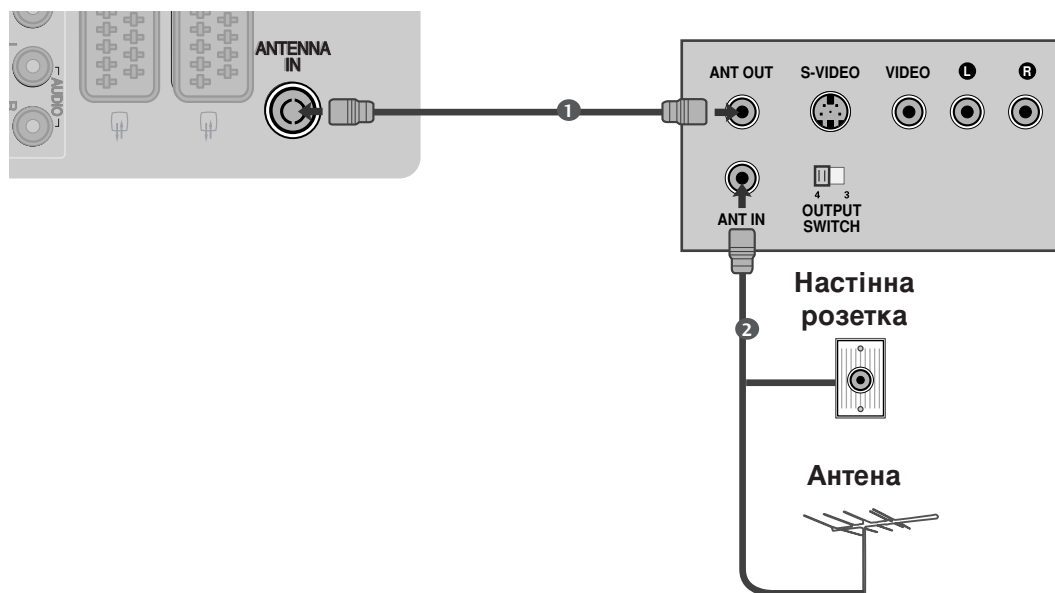 AUDIO
R
ANTENNA
IN
1
ANT OUT
S-VIDEO
VIDEO
L
R
4 3
ANT IN
OUTPUT
SWITCH
2
Настінна
розетка
Антена